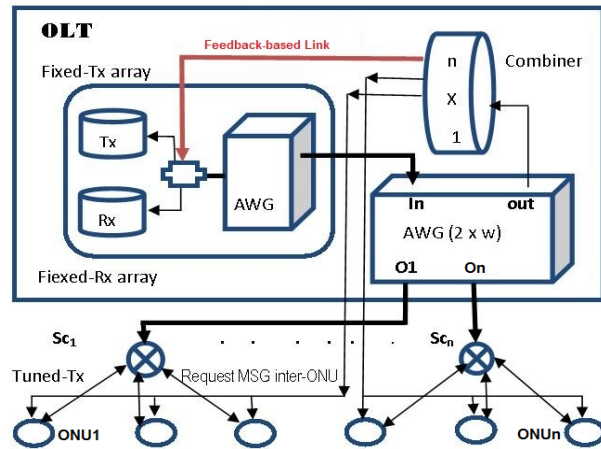 OLT
Feedback-based Link
Fixed-Tx array
Combiner
n
X
1
Tx
Rx
AWG
In
out
AWG (2 x w)
O1
On
Fiexed-Rx array
Sc₁
. . . . . .
Scₙ
Tuned-Tx
Request MSG inter-ONU
ONU1
ONUn